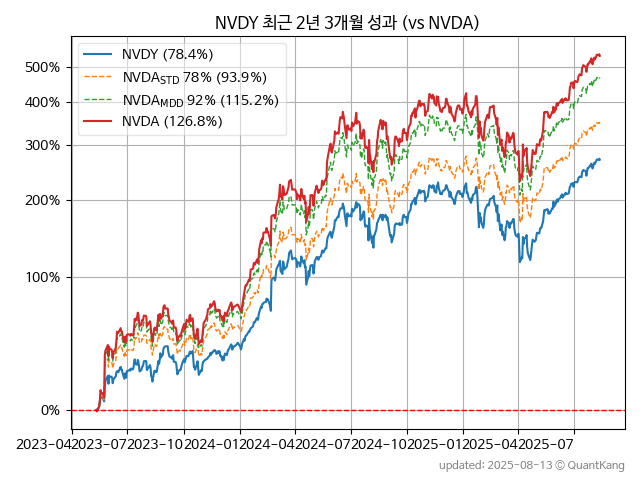 NVDY 최근 2년 3개월 성과 (vs NVDA)
NVDY (78.4%)
NVDA_STD 78% (93.9%)
NVDA_MDD 92% (115.2%)
NVDA (126.8%)
500%
400%
300%
200%
100%
0%
2023-04 2023-07 2023-10 2024-01 2024-04 2024-07 2024-10 2025-01 2025-04 2025-07
updated: 2025-08-13 © QuantKang